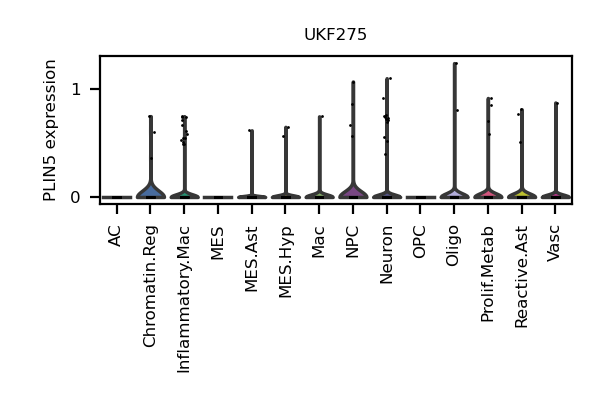 UKF275
PLIN5 expression
1
0
AC
Chromatin.Reg
Inflammatory.Mac
MES
MES.Ast
MES.Hyp
Mac
NPC
Neuron
OPC
Oligo
Prolif.Metab
Reactive.Ast
Vasc